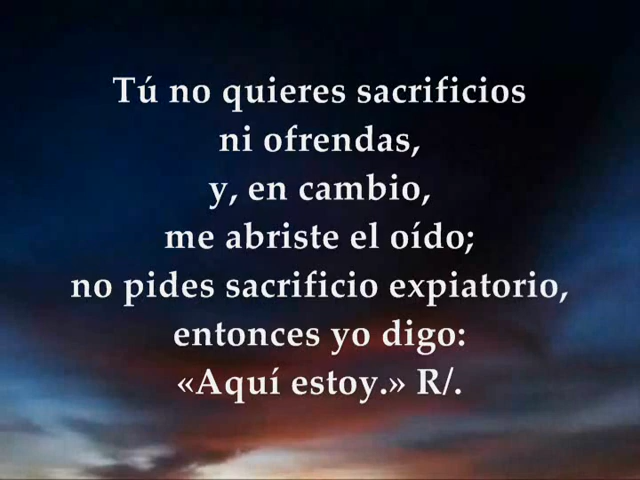 Tú no quieres sacrificios
ni ofrendas,
y, en cambio,
me abriste el oído;
no pides sacrificio expiatorio,
entonces yo digo:
«Aquí estoy.» R/.